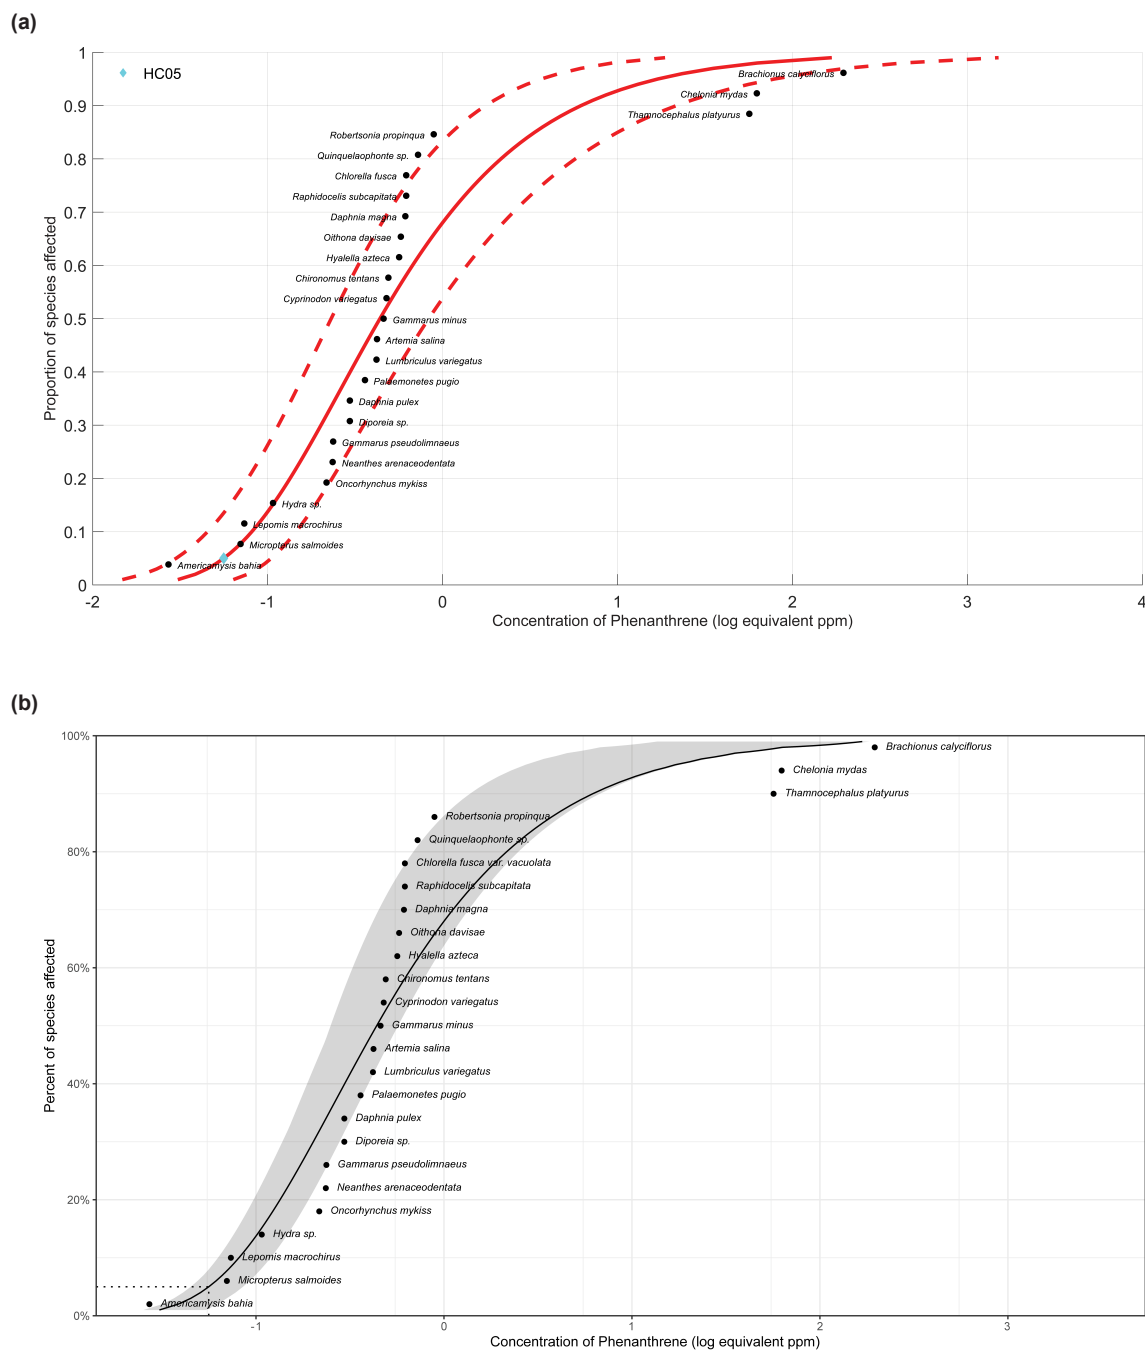 (a)
1
HC05
Brachionus calyciflorus
0.9
Chelonia mydas
Thamnocephalus platyurus
Robertsonia propinqua
0.8
Quinquelaophonte sp.
Chlorella fusca
Raphidocelis subcapitata
0.7
Daphnia magna
Oithona davisae
0.6
Hyalella azteca
Chironomus tentans
Cyprinodon variegatus
0.5
Gammarus minus
Artemia salina
Lumbriculus variegatus
0.4
Palaemonetes pugio
Daphnia pulex
0.3
Diporeia sp.
Gammarus pseudolimnaeus
Neanthes arenaceodentata
0.2
Oncorhynchus mykiss
Hydra sp.
Lepomis macrochirus
0.1
Micropterus salmoides
Americamysis bahia
0
Proportion of species affected
-2 -1 0 1 2 3 4
Concentration of Phenanthrene (log equivalent ppm)
(b)
100%
Brachionus calyciflorus
Chelonia mydas
Thamnocephalus platyurus
Robertsonia propinqua
Quinquelaophonte sp.
80%
Chlorella fusca var. vacuolata
Raphidocelis subcapitata
Daphnia magna
Oithona davisae
Hyalella azteca
60%
Chironomus tentans
Cyprinodon variegatus
Gammarus minus
Artemia salina
Lumbriculus variegatus
40%
Palaemonetes pugio
Daphnia pulex
Diporeia sp.
Gammarus pseudolimnaeus
Neanthes arenaceodentata
20%
Oncorhynchus mykiss
Hydra sp.
Lepomis macrochirus
Micropterus salmoides
Americamysis bahia
0%
Percent of species affected
-1 0 1 2 3
Concentration of Phenanthrene (log equivalent ppm)